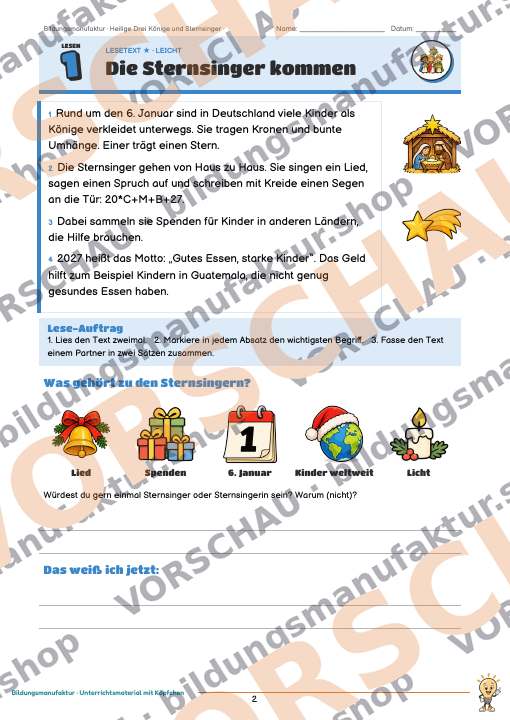 Bildungsmanufaktur · Heilige Drei Könige und Sternsinger Name: Datum:
LESEN
1
LESETEXT ★ · LEICHT
Die Sternsinger kommen
1 Rund um den 6. Januar sind in Deutschland viele Kinder als
Könige verkleidet unterwegs. Sie tragen Kronen und bunte
Umhänge. Einer trägt einen Stern.
2 Die Sternsinger gehen von Haus zu Haus. Sie singen ein Lied,
sagen einen Spruch auf und schreiben mit Kreide einen Segen
an die Tür: 20*C+M+B+27.
3 Dabei sammeln sie Spenden für Kinder in anderen Ländern,
die Hilfe brauchen.
4 2027 heißt das Motto: „Gutes Essen, starke Kinder“. Das Geld
hilft zum Beispiel Kindern in Guatemala, die nicht genug
gesundes Essen haben.
Lese-Auftrag
1. Lies den Text zweimal. 2. Markiere in jedem Absatz den wichtigsten Begriff. 3. Fasse den Text
einem Partner in zwei Sätzen zusammen.
Was gehört zu den Sternsingern?
1
Lied Spenden 6. Januar Kinder weltweit Licht
Würdest du gern einmal Sternsinger oder Sternsingerin sein? Warum (nicht)?
Das weiß ich jetzt:
Bildungsmanufaktur · Unterrichtsmaterial mit Köpfchen
2
VORSCHAU · bildungsmanufaktur.shop
VORSCHAU